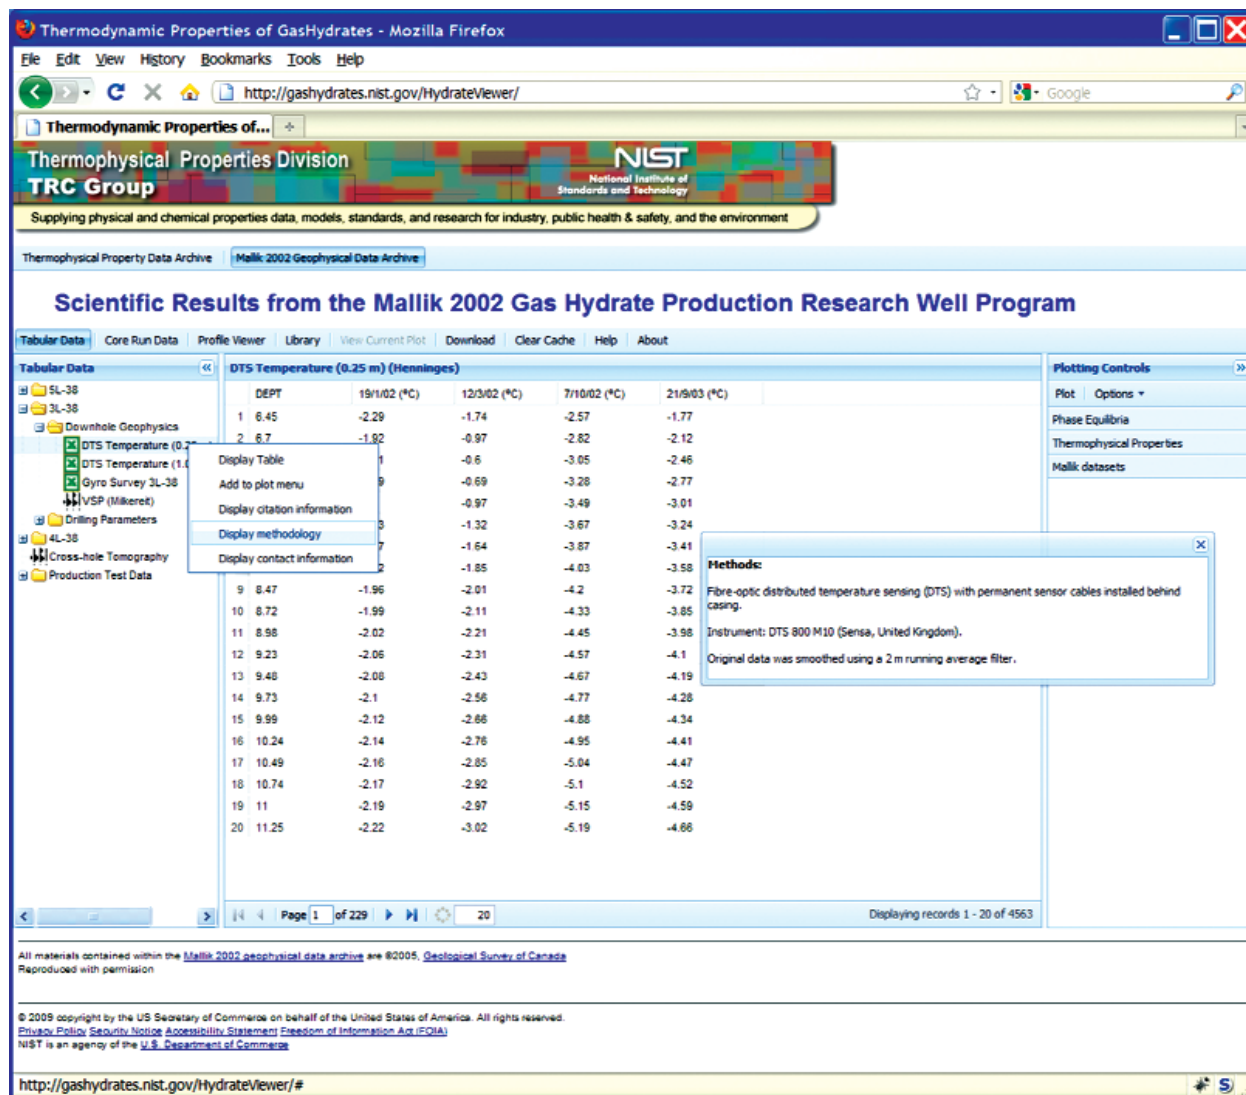 Thermodynamic Properties of GasHydrates - Mozilla Firefox
File Edit View History Bookmarks Tools Help
http://gashydrates.nist.gov/HydrateViewer/
Google
Thermodynamic Properties of...
Thermophysical Properties Division
TRC Group
NIST
National Institute of
Standards and Technology
Supplying physical and chemical properties data, models, standards, and research for industry, public health & safety, and the environment
Thermophysical Property Data Archive Mallik 2002 Geophysical Data Archive
Scientific Results from the Mallik 2002 Gas Hydrate Production Research Well Program
Tabular Data Core Run Data Profile Viewer Library View Current Plot Download Clear Cache Help About
Tabular Data
5L-38
3L-38
Downhole Geophysics
DTS Temperature (0.25
DTS Temperature (1.0
Gyro Survey 3L-38
VSP (Milkereit)
Drilling Parameters
4L-38
Cross-hole Tomography
Production Test Data
Display Table
Add to plot menu
Display citation information
Display methodology
Display contact information
DTS Temperature (0.25 m) (Henninges)
DEPT 19/1/02 (ºC) 12/3/02 (ºC) 7/10/02 (ºC) 21/9/03 (ºC)
1 6.45 -2.29 -1.74 -2.57 -1.77
2 6.7 -1.92 -0.97 -2.82 -2.12
1 -0.6 -3.05 -2.46
9 -0.69 -3.28 -2.77
-0.97 -3.49 -3.01
3 -1.32 -3.67 -3.24
7 -1.64 -3.87 -3.41
2 -1.85 -4.03 -3.58
9 8.47 -1.96 -2.01 -4.2 -3.72
10 8.72 -1.99 -2.11 -4.33 -3.85
11 8.98 -2.02 -2.21 -4.45 -3.98
12 9.23 -2.06 -2.31 -4.57 -4.1
13 9.48 -2.08 -2.43 -4.67 -4.19
14 9.73 -2.1 -2.56 -4.77 -4.28
15 9.99 -2.12 -2.66 -4.88 -4.34
16 10.24 -2.14 -2.76 -4.95 -4.41
17 10.49 -2.16 -2.85 -5.04 -4.47
18 10.74 -2.17 -2.92 -5.1 -4.52
19 11 -2.19 -2.97 -5.15 -4.59
20 11.25 -2.22 -3.02 -5.19 -4.66
Plotting Controls
Plot Options
Phase Equilibria
Thermophysical Properties
Mallik datasets
Methods:
Fibre-optic distributed temperature sensing (DTS) with permanent sensor cables installed behind
casing.
Instrument: DTS 800 M10 (Sensa, United Kingdom).
Original data was smoothed using a 2 m running average filter.
Page 1 of 229 20 Displaying records 1 - 20 of 4563
All materials contained within the Mallik 2002 geophysical data archive are ©2005, Geological Survey of Canada
Reproduced with permission
© 2009 copyright by the US Secretary of Commerce on behalf of the United States of America. All rights reserved.
Privacy Policy Security Notice Accessibility Statement Freedom of Information Act (FOIA)
NIST is an agency of the U.S. Department of Commerce
http://gashydrates.nist.gov/HydrateViewer/#